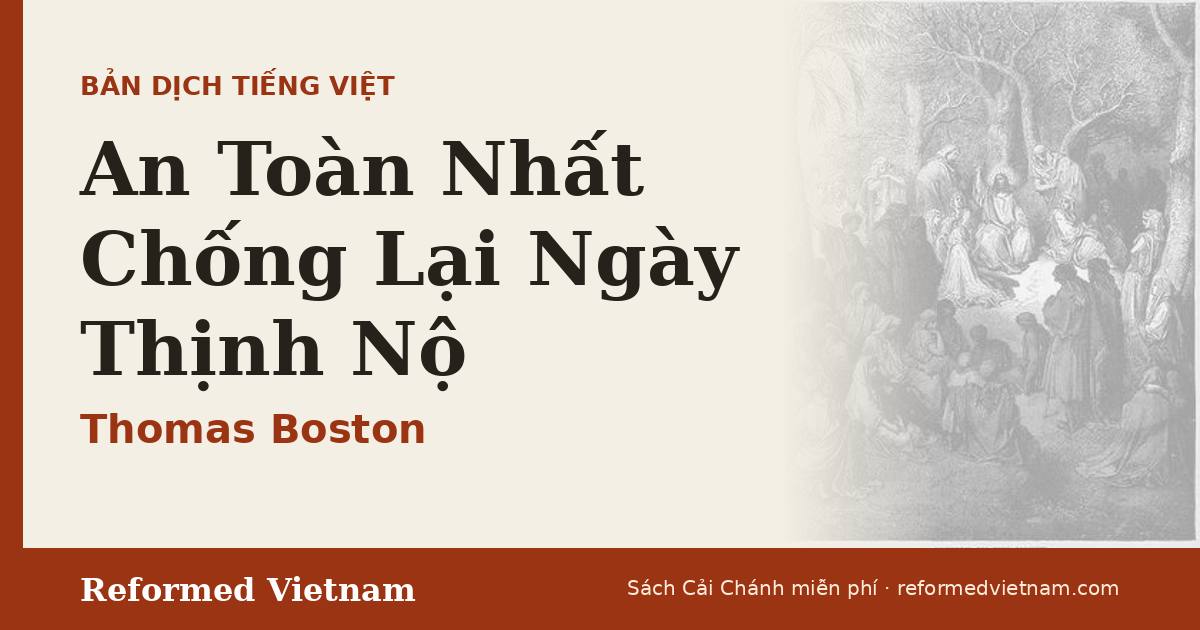 BẢN DỊCH TIẾNG VIỆT
An Toàn Nhất
Chống Lại Ngày
Thịnh Nộ
Thomas Boston
Reformed Vietnam
Sách Cải Chánh miễn phí · reformedvietnam.com